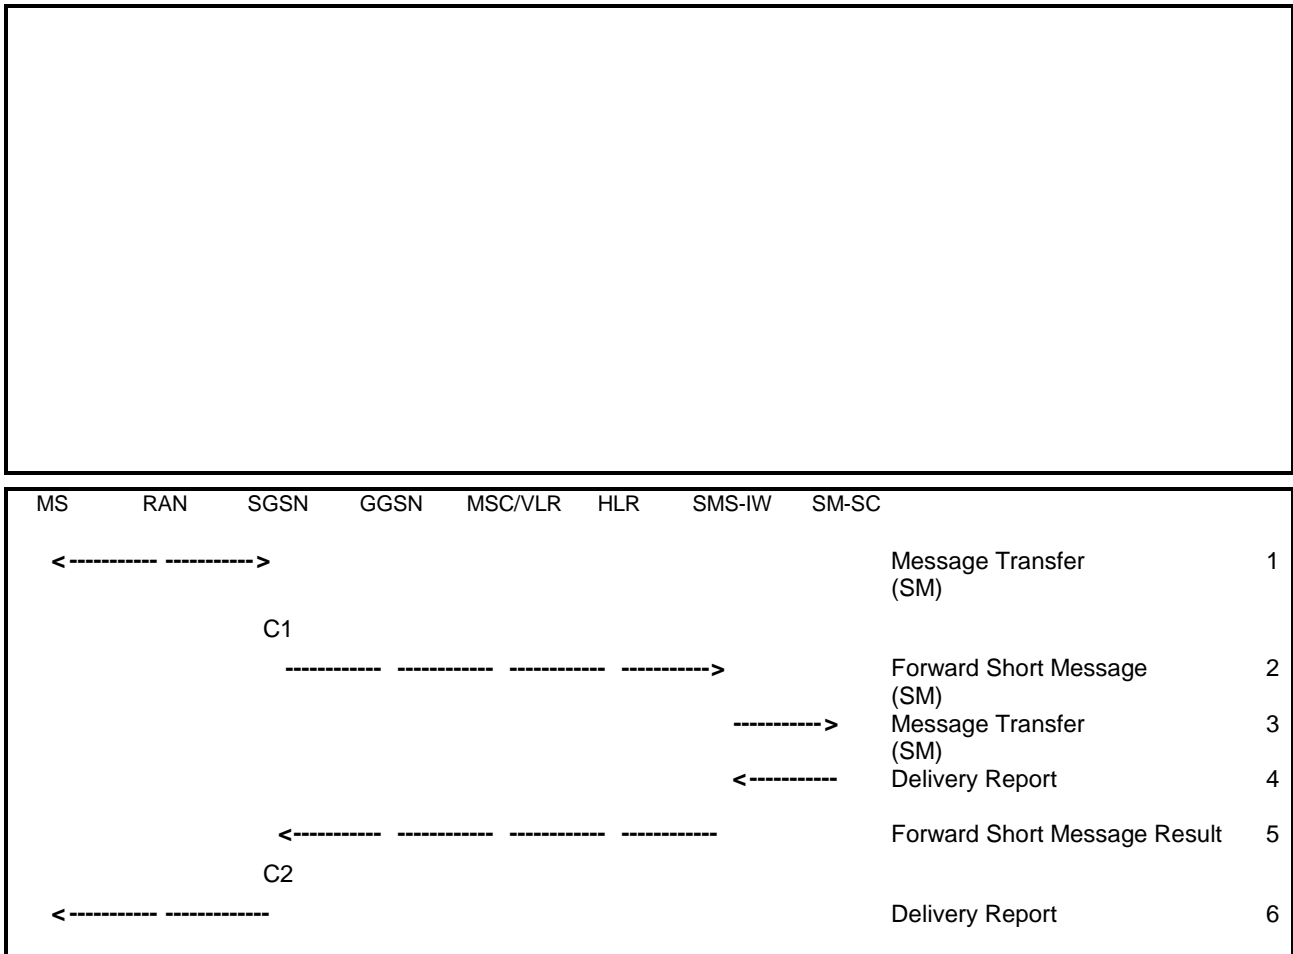 MS RAN SGSN GGSN MSC/VLR HLR SMS-IW SM-SC
<----------- -----------> Message Transfer 1
(SM)
C1
------------ ------------ ------------ -----------> Forward Short Message 2
(SM)
-----------> Message Transfer 3
(SM)
<----------- Delivery Report 4
<----------- ------------ ------------ ------------ Forward Short Message Result 5
C2
<----------- ------------- Delivery Report 6